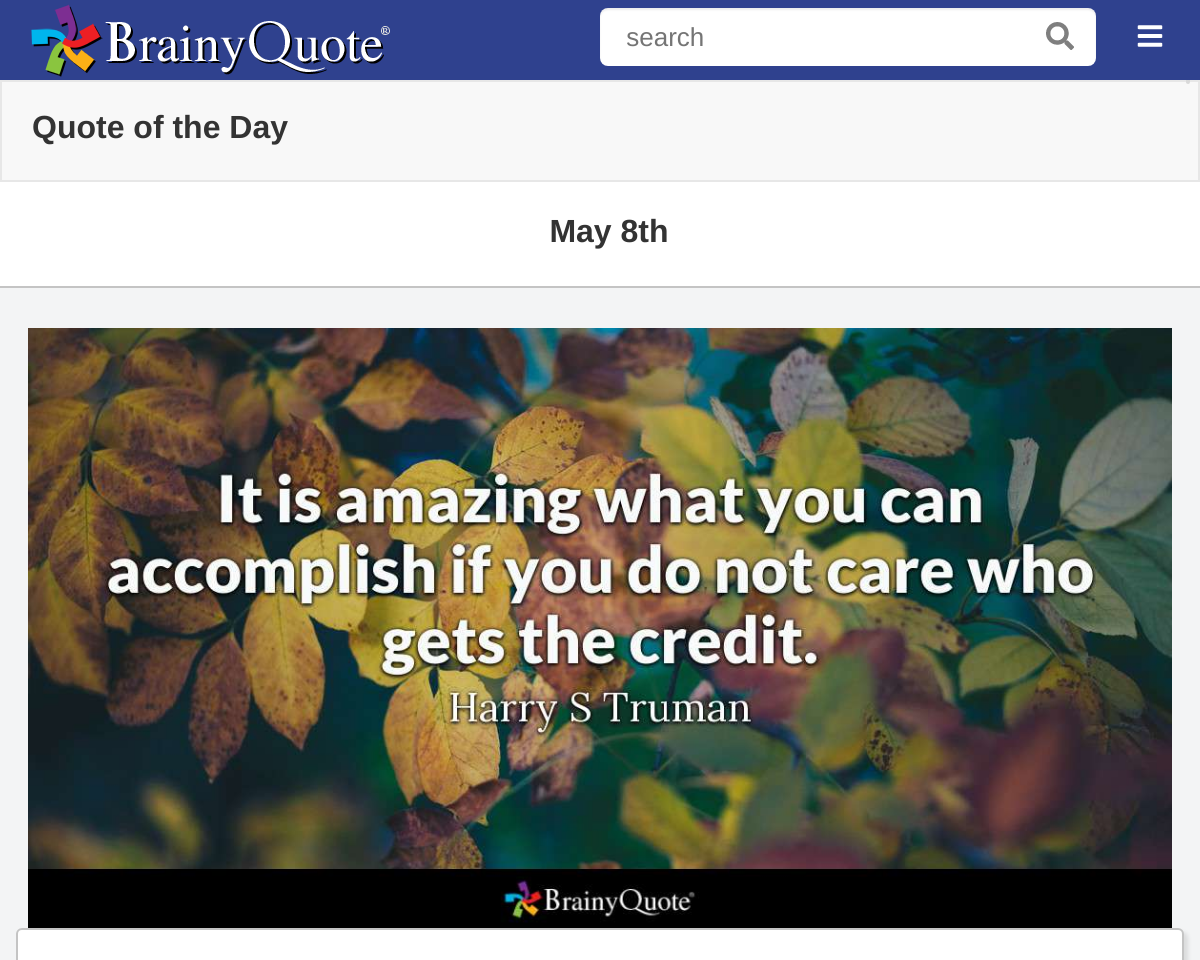 BrainyQuote®
search
Quote of the Day
May 8th
It is amazing what you can
accomplish if you do not care who
gets the credit.
Harry S Truman
BrainyQuote®